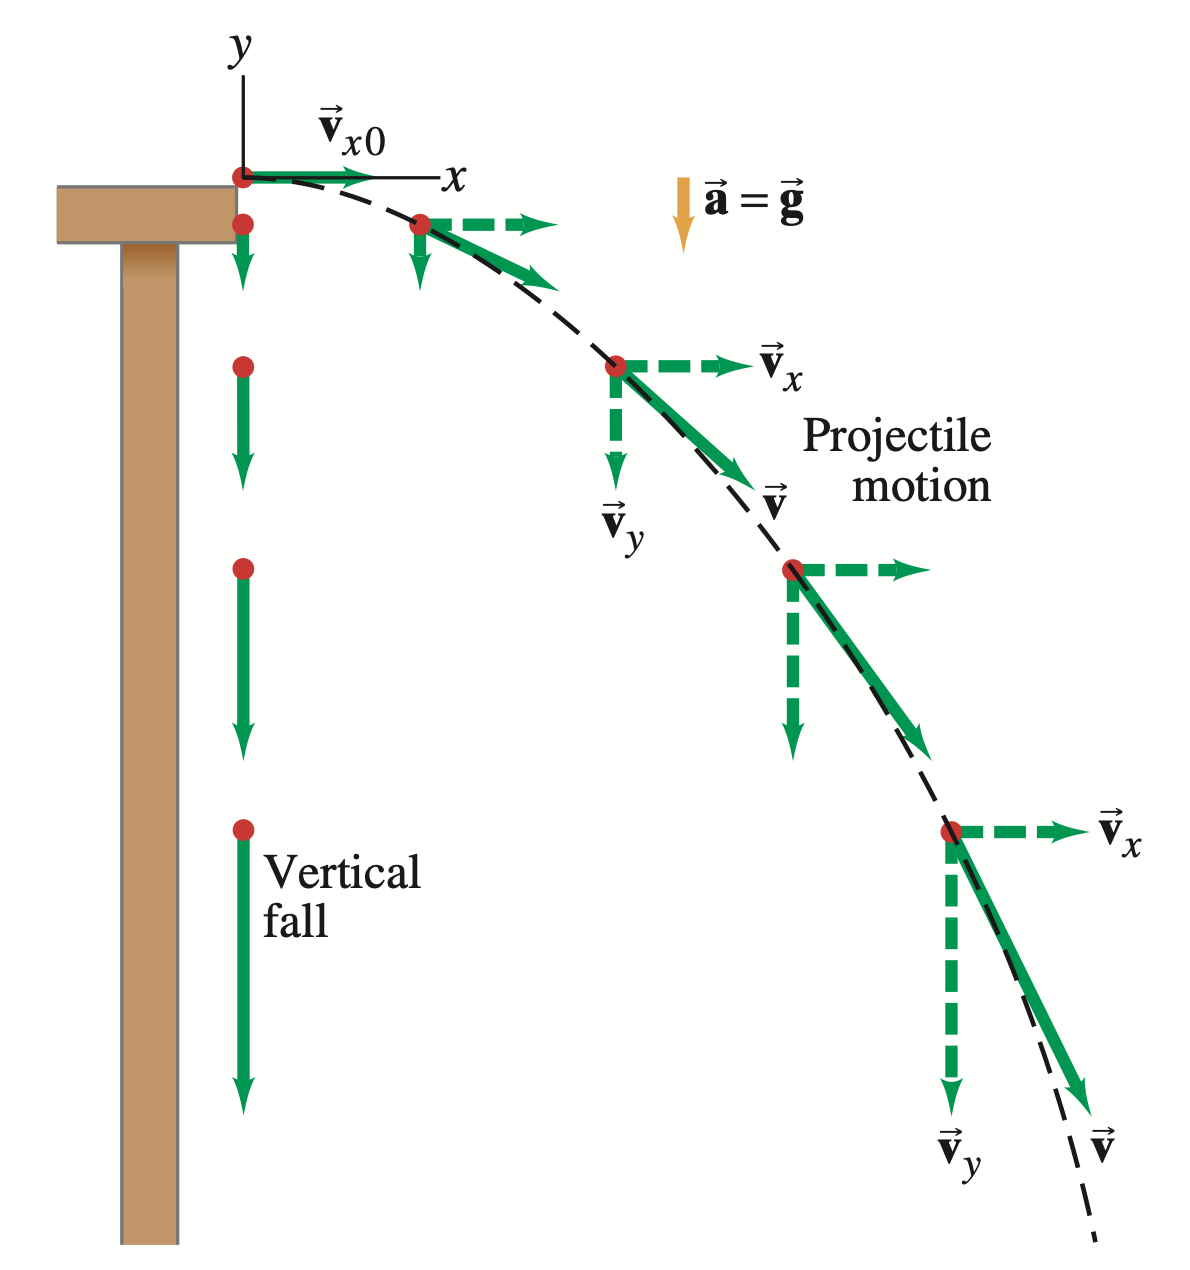 y
v⃗x0
x
a⃗ = g⃗
v⃗x
Projectile
motion
v⃗
v⃗y
v⃗x
Vertical
fall
v⃗y
v⃗